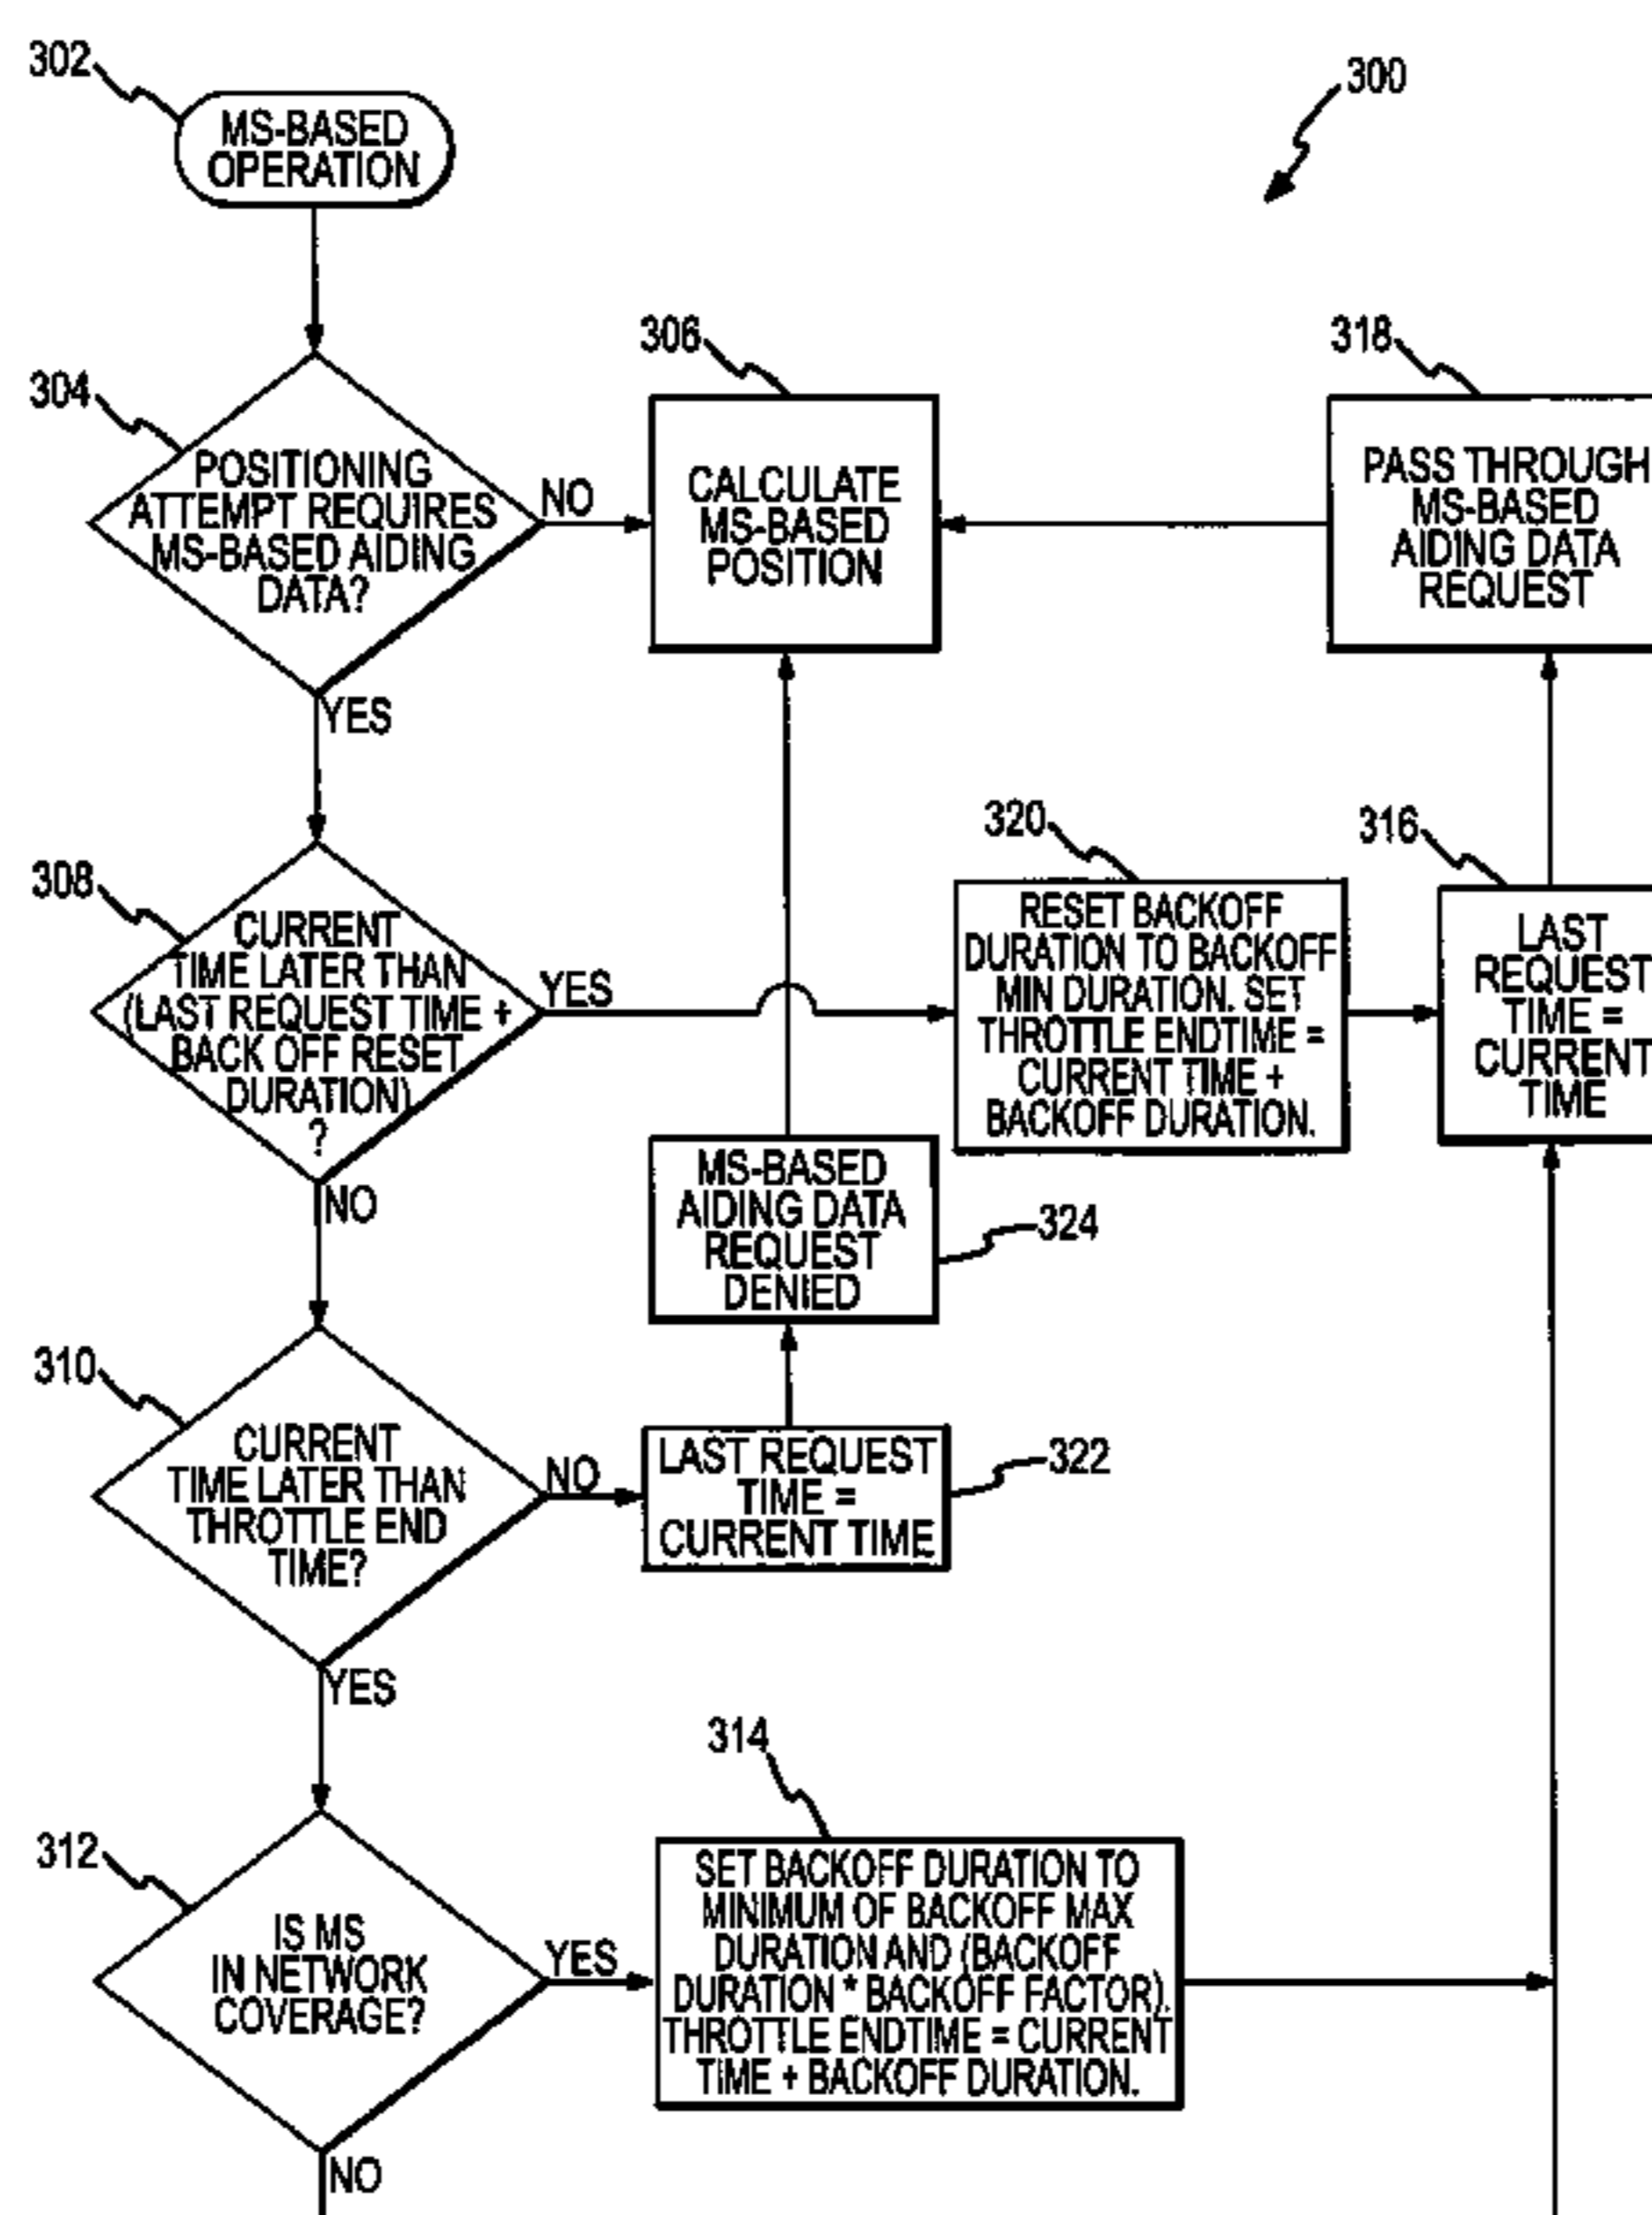 302
MS-BASED
OPERATION
300
304
POSITIONING
ATTEMPT REQUIRES
MS-BASED AIDING
DATA?
NO
YES
306
CALCULATE
MS-BASED
POSITION
318
PASS THROUGH
MS-BASED
AIDING DATA
REQUEST
308
CURRENT
TIME LATER THAN
(LAST REQUEST TIME +
BACK OFF RESET
DURATION)
?
YES
NO
320
RESET BACKOFF
DURATION TO BACKOFF
MIN DURATION. SET
THROTTLE ENDTIME =
CURRENT TIME +
BACKOFF DURATION.
316
LAST
REQUEST
TIME =
CURRENT
TIME
MS-BASED
AIDING DATA
REQUEST
DENIED
324
310
CURRENT
TIME LATER THAN
THROTTLE END
TIME?
NO
YES
LAST REQUEST
TIME =
CURRENT TIME
322
312
IS MS
IN NETWORK
COVERAGE?
YES
NO
314
SET BACKOFF DURATION TO
MINIMUM OF BACKOFF MAX
DURATION AND (BACKOFF
DURATION * BACKOFF FACTOR).
THROTTLE ENDTIME = CURRENT
TIME + BACKOFF DURATION.